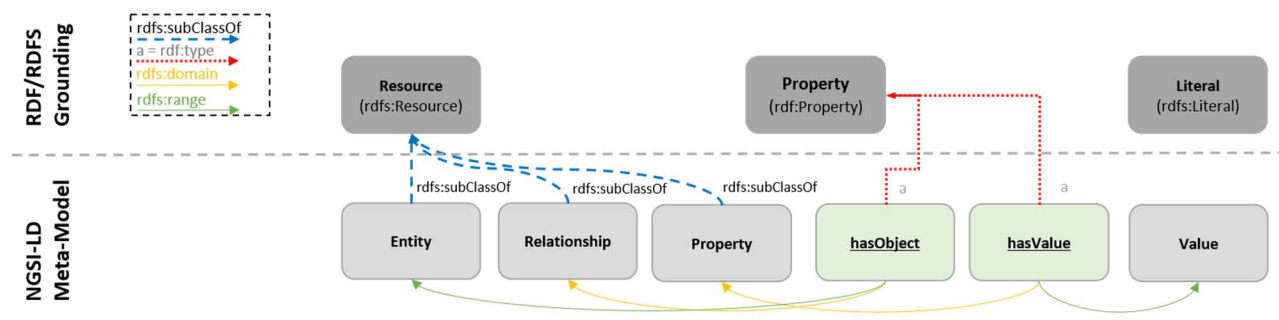 RDF/RDFS
Grounding
rdfs:subClassOf
a = rdf:type
rdfs:domain
rdfs:range
Resource
(rdfs:Resource)
Property
(rdf:Property)
Literal
(rdfs:Literal)
NGSI-LD
Meta-Model
rdfs:subClassOf
rdfs:subClassOf
rdfs:subClassOf
a
a
Entity
Relationship
Property
hasObject
hasValue
Value